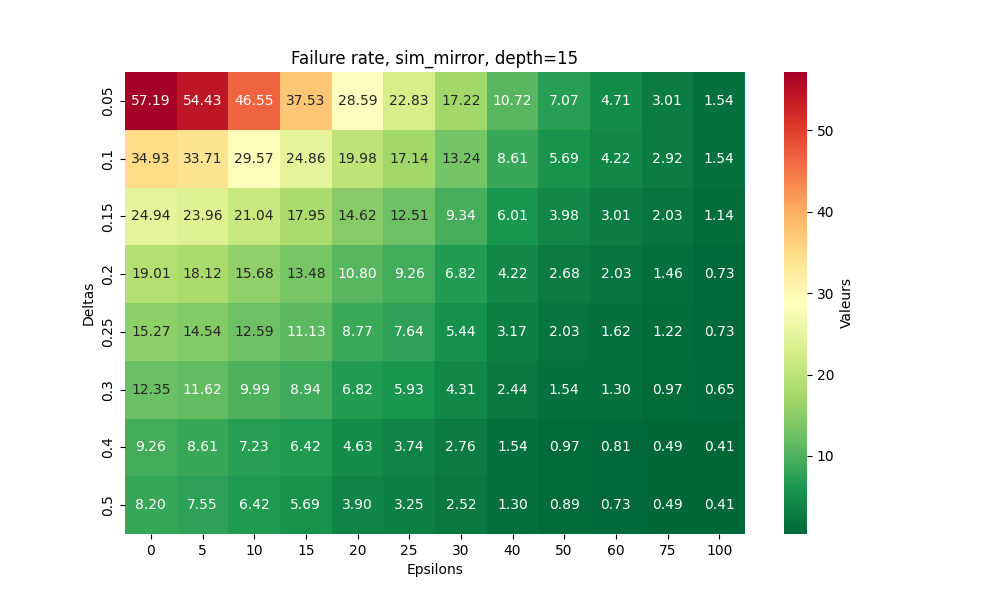 Failure rate, sim_mirror, depth=15
Deltas
0.05 57.19 54.43 46.55 37.53 28.59 22.83 17.22 10.72 7.07 4.71 3.01 1.54
0.1 34.93 33.71 29.57 24.86 19.98 17.14 13.24 8.61 5.69 4.22 2.92 1.54
0.15 24.94 23.96 21.04 17.95 14.62 12.51 9.34 6.01 3.98 3.01 2.03 1.14
0.2 19.01 18.12 15.68 13.48 10.80 9.26 6.82 4.22 2.68 2.03 1.46 0.73
0.25 15.27 14.54 12.59 11.13 8.77 7.64 5.44 3.17 2.03 1.62 1.22 0.73
0.3 12.35 11.62 9.99 8.94 6.82 5.93 4.31 2.44 1.54 1.30 0.97 0.65
0.4 9.26 8.61 7.23 6.42 4.63 3.74 2.76 1.54 0.97 0.81 0.49 0.41
0.5 8.20 7.55 6.42 5.69 3.90 3.25 2.52 1.30 0.89 0.73 0.49 0.41
0 5 10 15 20 25 30 40 50 60 75 100
Epsilons
50
40
30
20
10
Valeurs